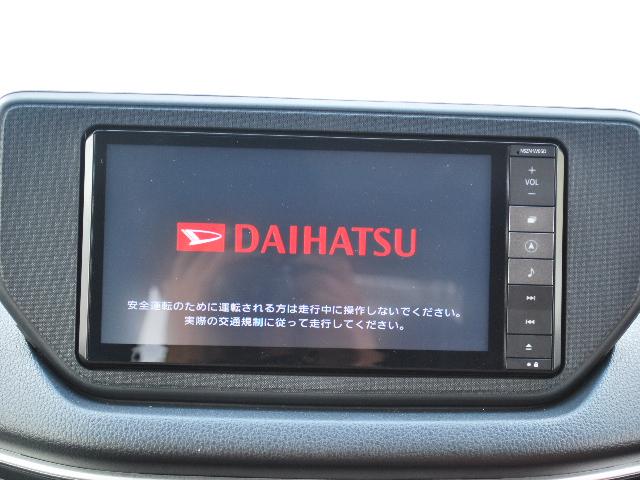 NSZN-W69D
+
VOL
−
DAIHATSU
安全運転のために運転される方は走行中に操作しないでください。
実際の交通規制に従って走行してください。